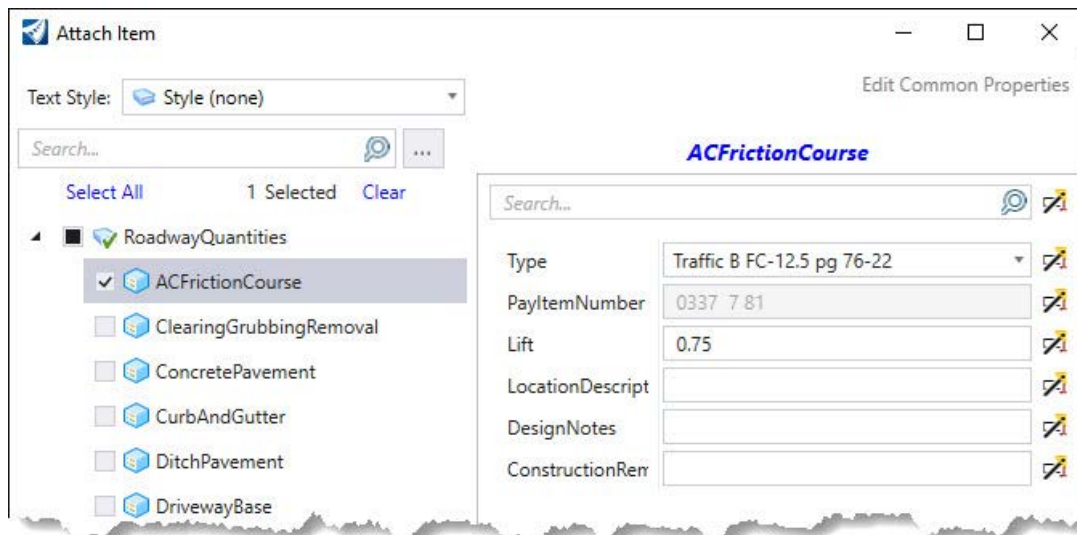 Attach Item
Edit Common Properties
Text Style: Style (none)
Search... ...
Select All 1 Selected Clear
RoadwayQuantities
ACFrictionCourse
ClearingGrubbingRemoval
ConcretePavement
CurbAndGutter
DitchPavement
DrivewayBase
ACFrictionCourse
Search...
Type Traffic B FC-12.5 pg 76-22
PayItemNumber 0337 7 81
Lift 0.75
LocationDescript
DesignNotes
ConstructionRem